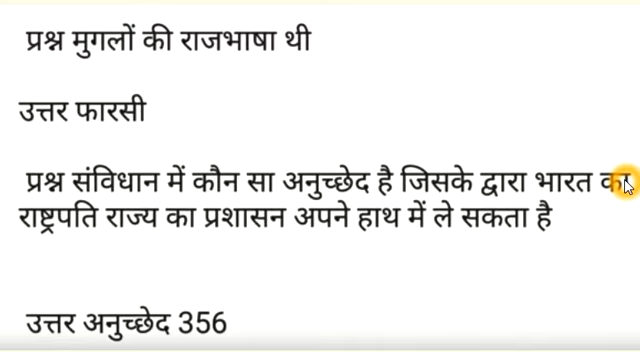 प्रश्न मुगलों की राजभाषा थी
उत्तर फारसी
प्रश्न संविधान में कौन सा अनुच्छेद है जिसके द्वारा भारत का
राष्ट्रपति राज्य का प्रशासन अपने हाथ में ले सकता है
उत्तर अनुच्छेद 356